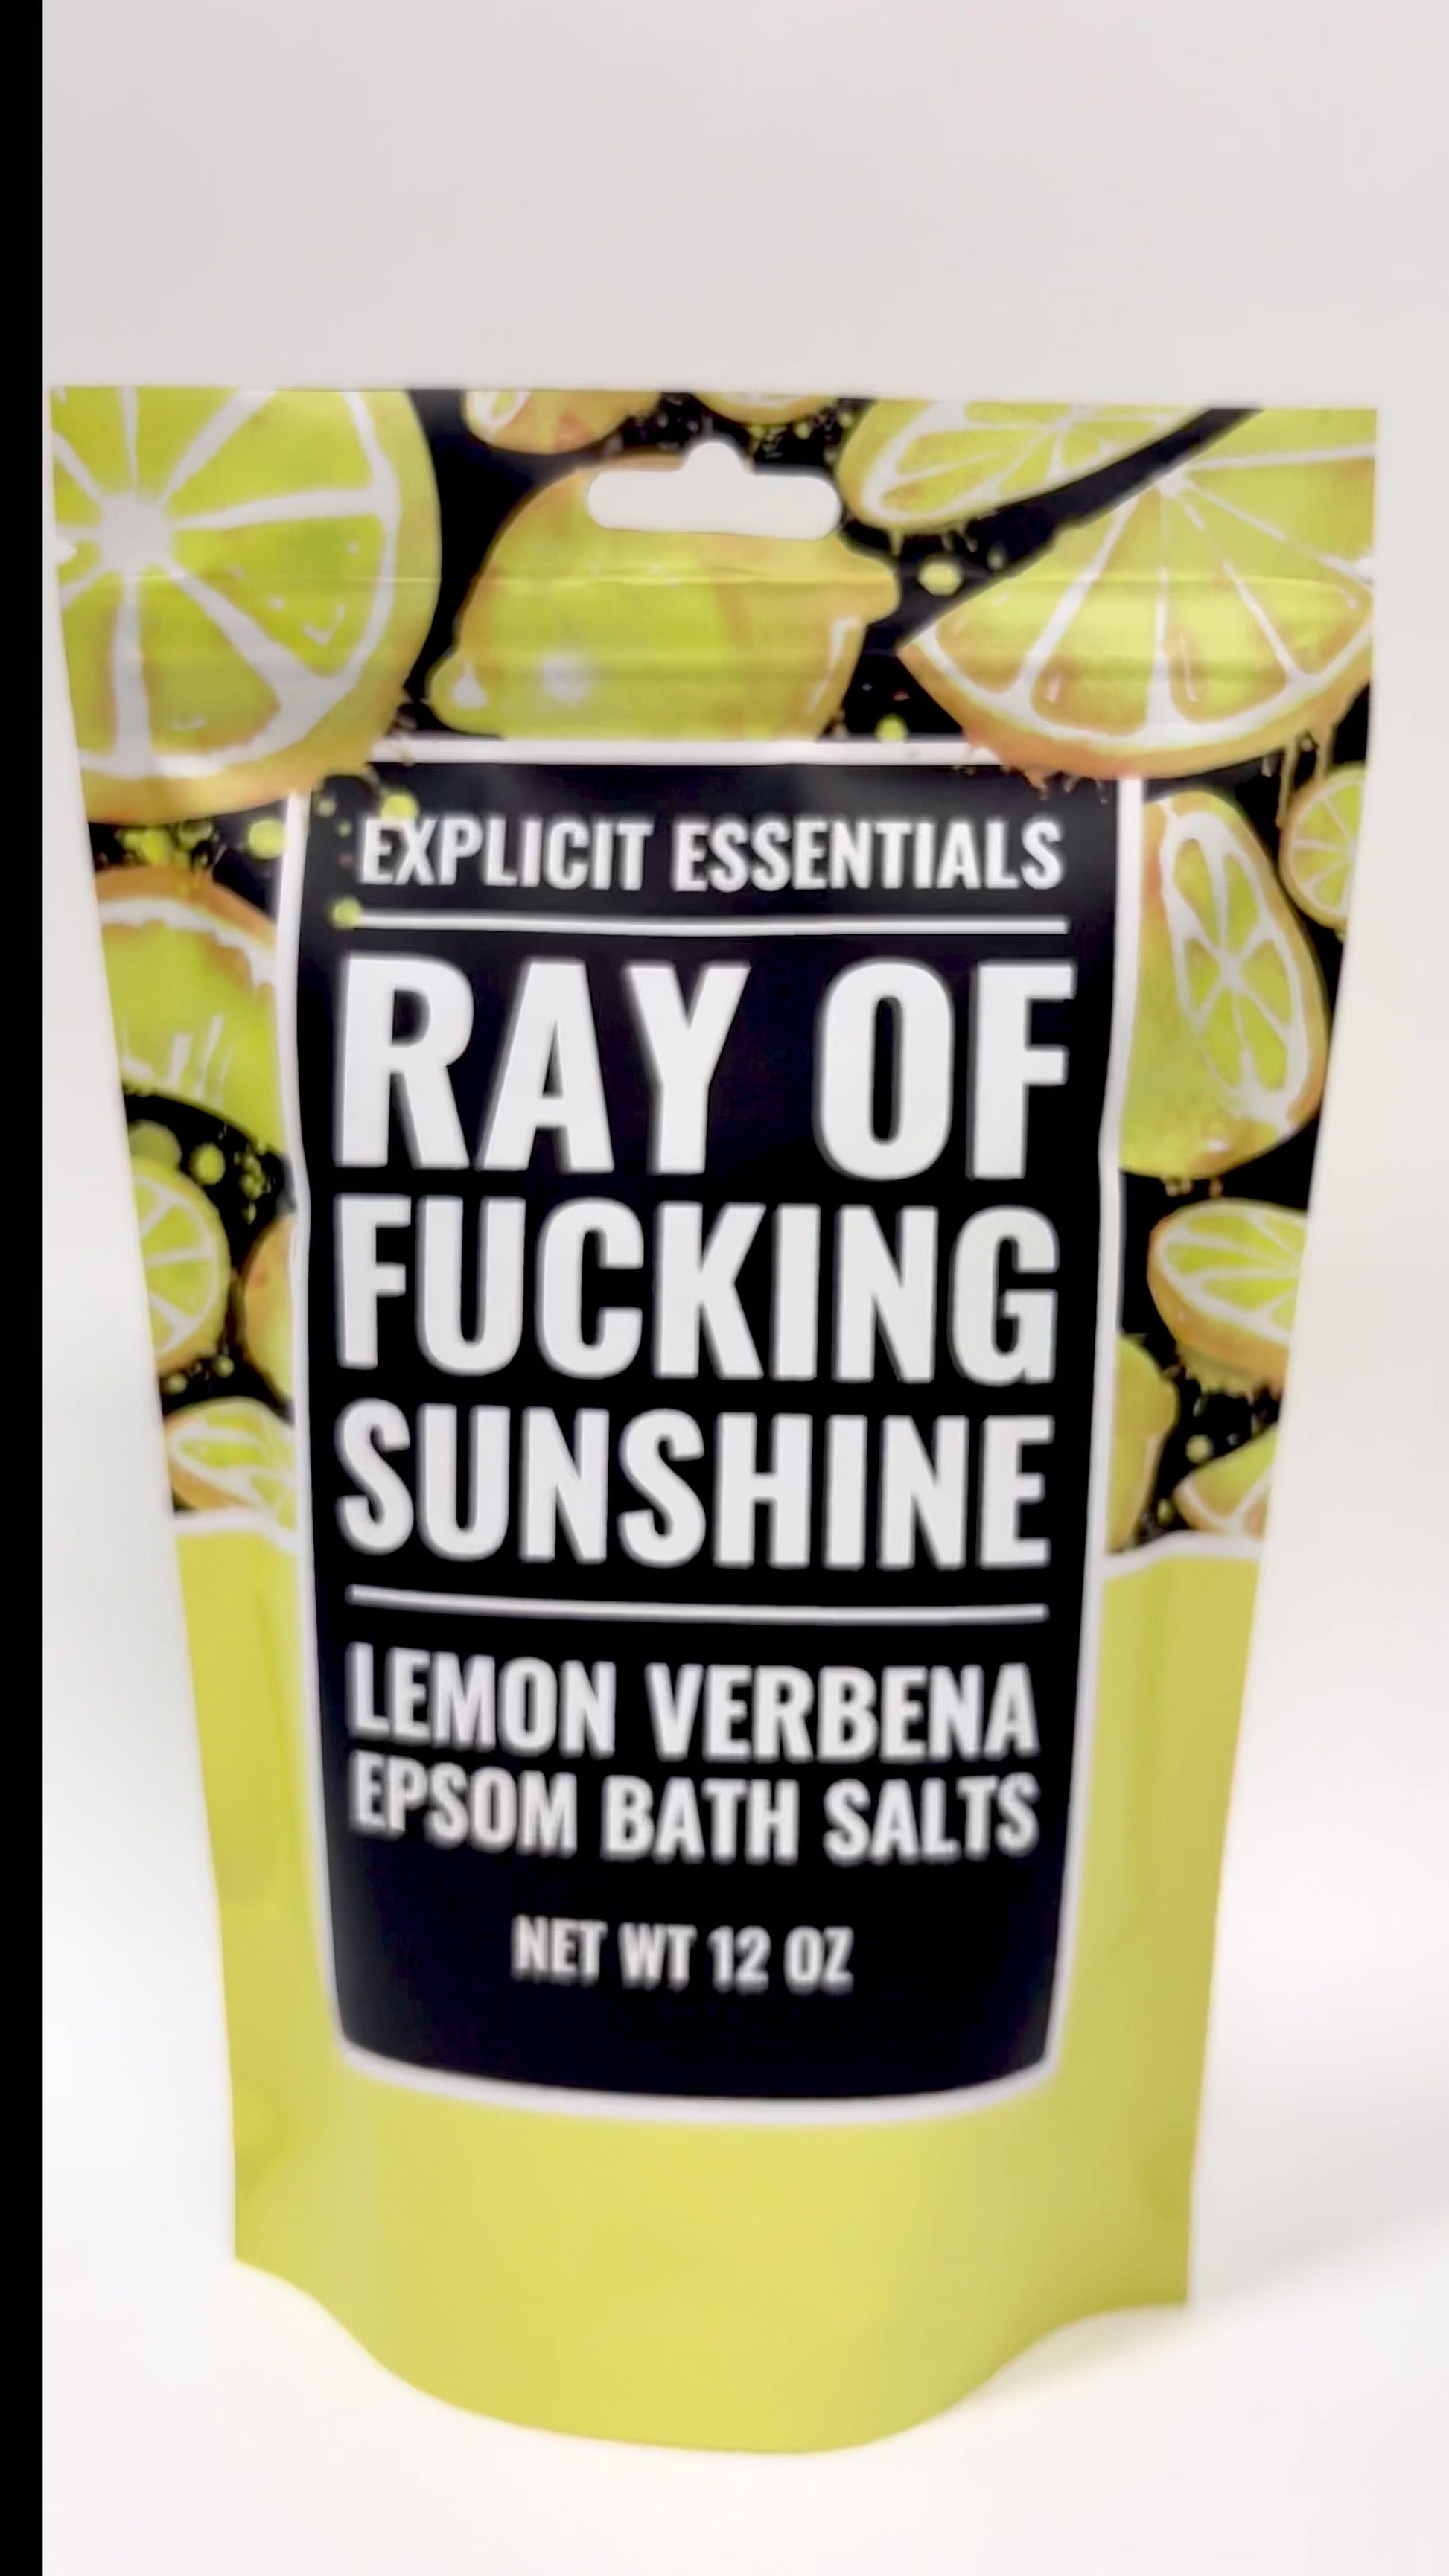 EXPLICIT ESSENTIALS
RAY OF
FUCKING
SUNSHINE
LEMON VERBENA
EPSOM BATH SALTS
NET WT 12 OZ